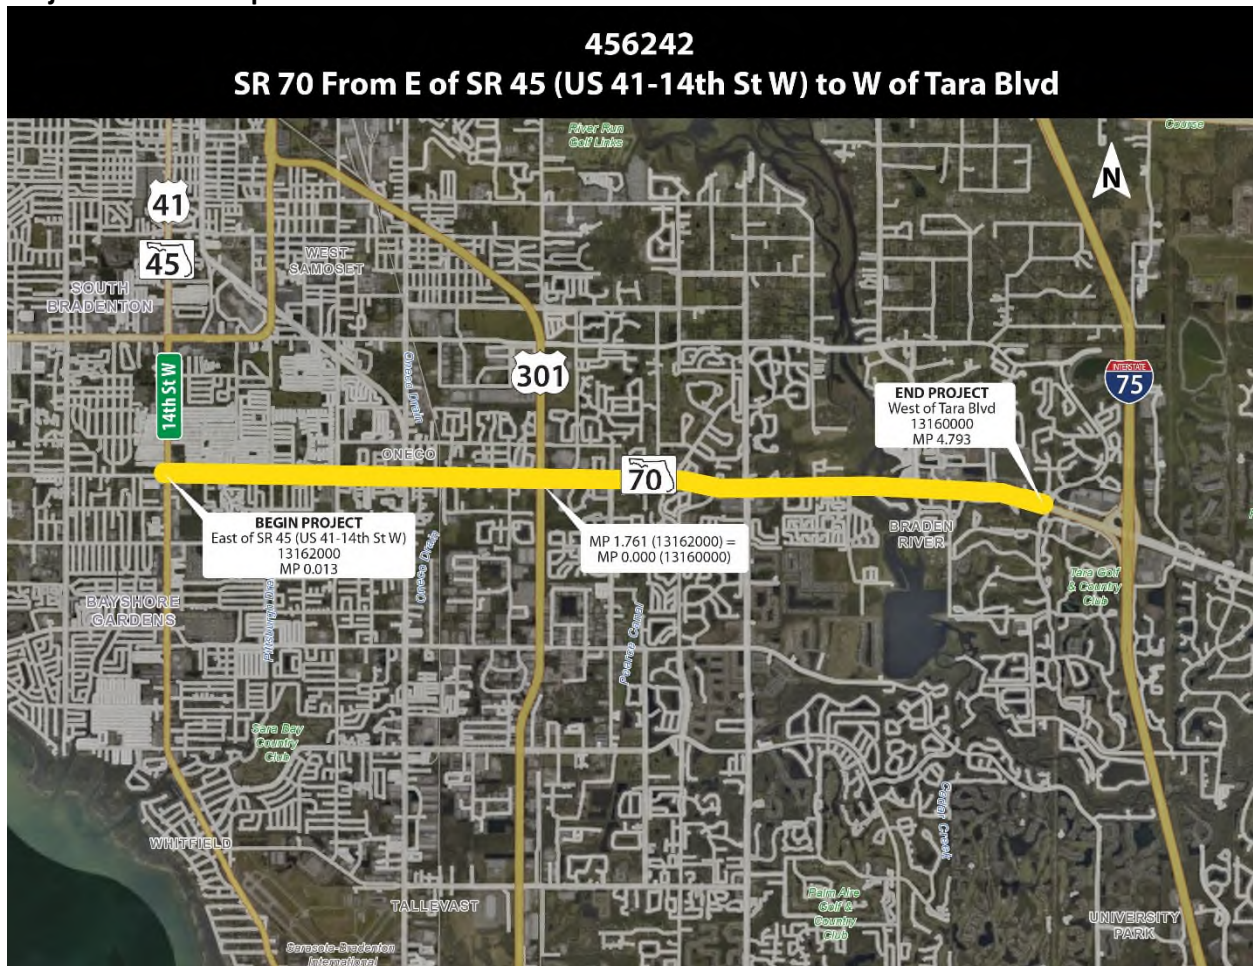 456242
SR 70 From E of SR 45 (US 41-14th St W) to W of Tara Blvd
River Run
Golf Links
Course
N
41
45
WEST
SAMOSET
SOUTH
BRADENTON
14th St W
Oneco Drain
301
INTERSTATE
75
END PROJECT
West of Tara Blvd
13160000
MP 4.793
ONECO
70
BEGIN PROJECT
East of SR 45 (US 41-14th St W)
13162000
MP 0.013
MP 1.761 (13162000) =
MP 0.000 (13160000)
BRADEN
RIVER
Oneco Drain
Tara Golf
& Country
Club
BAYSHORE
GARDENS
Pearce Canal
Sara Bay
Country
Club
Cedar Creek
WHITFIELD
TALLEVAST
Palm Aire
Golf &
Country
Club
UNIVERSITY
PARK
Sarasota-Bradenton
International